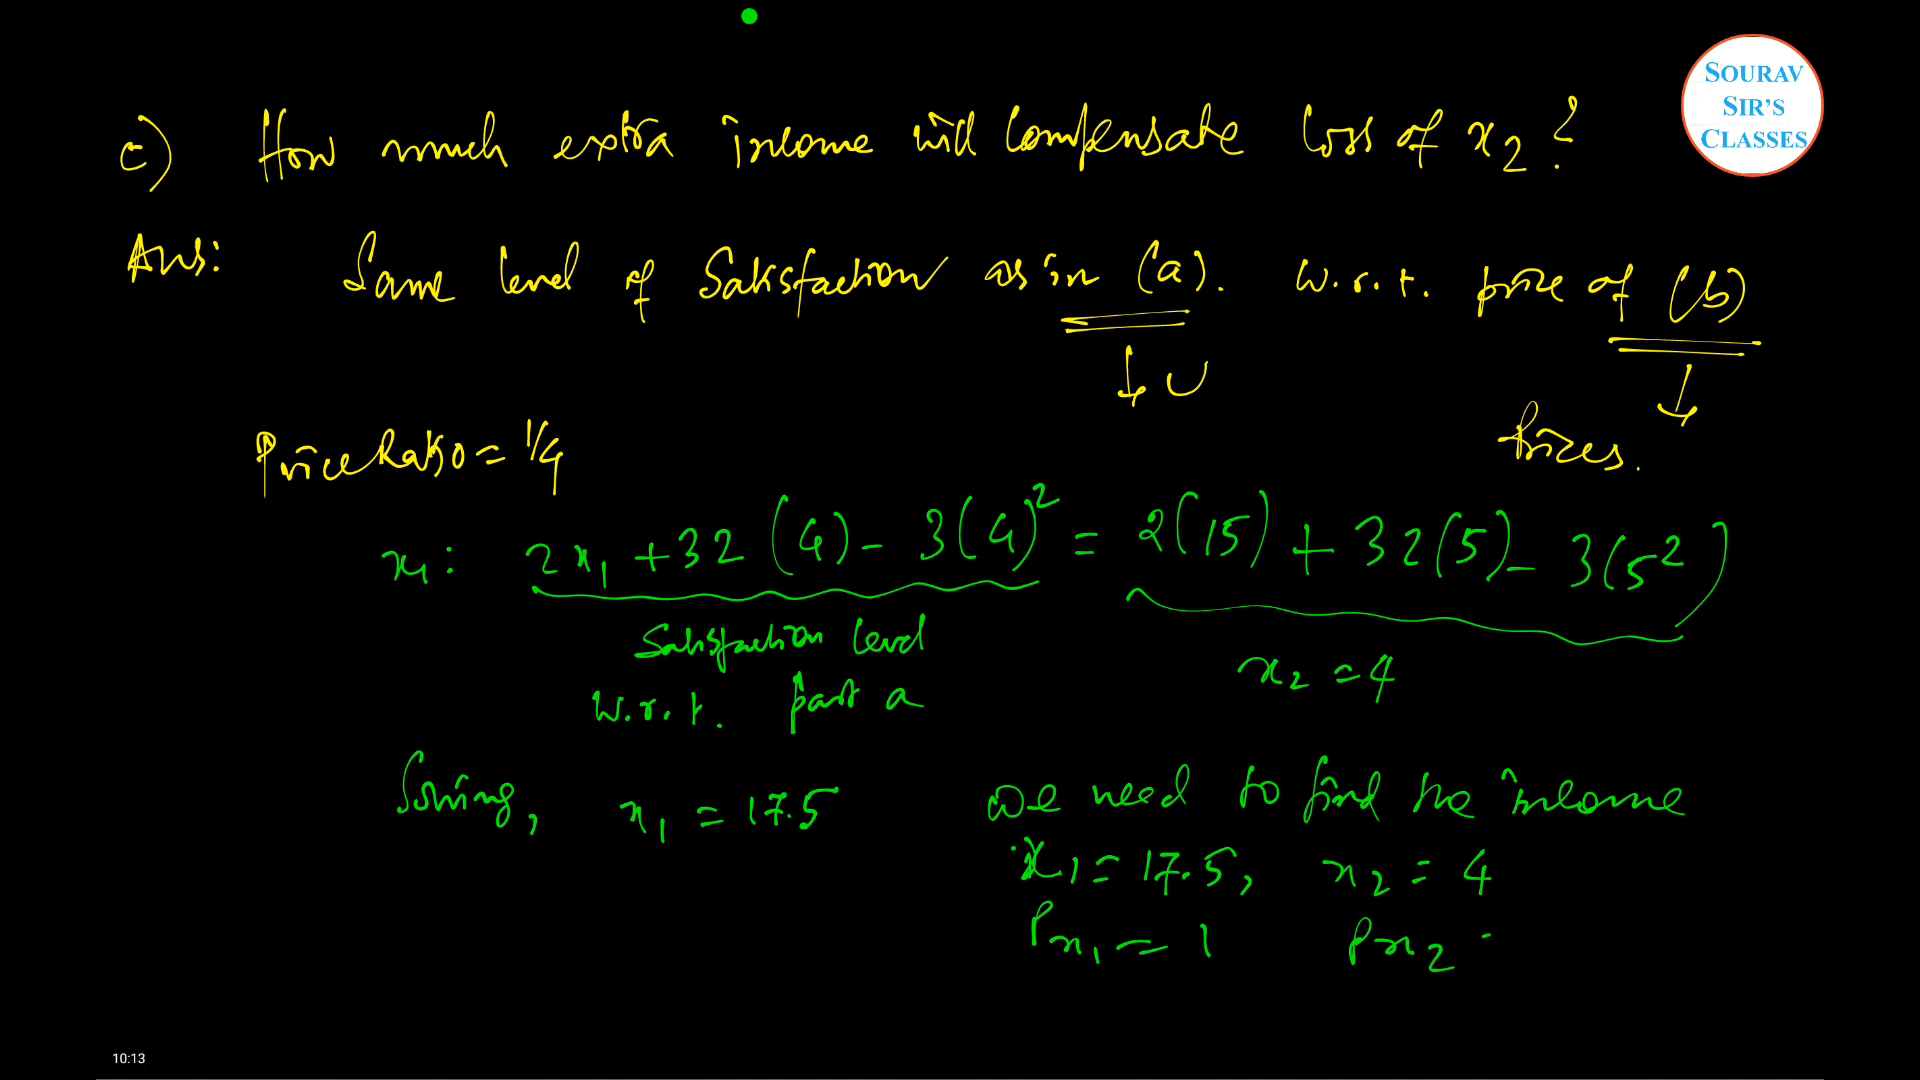 SOURAV
SIR'S
CLASSES
c) How much extra income will compensate loss of x₂?
Ans: Same level of Satisfaction as in (a). w.r.t. price of (b)
↓ U ↓
Price Ratio = 1/4 prices.
x₁: 2x₁ + 32(4) - 3(4)² = 2(15) + 32(5) - 3(5²)
Satisfaction level x₂ = 4
w.r.t. part a
Solving, x₁ = 17.5 we need to find the income
x₁ = 17.5, x₂ = 4
Px₁ = 1 Px₂ -
10:13